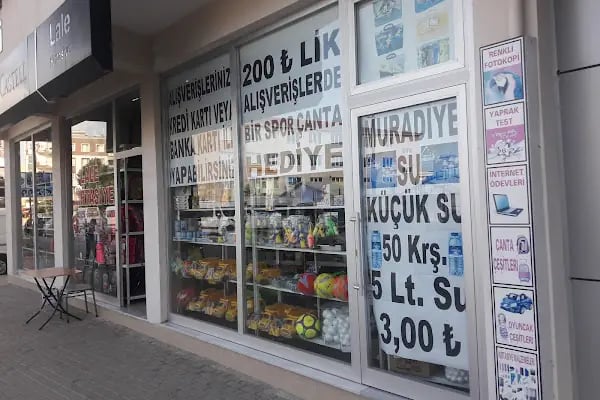 Lale
ALIŞVERİŞLERİNİZİ
KREDİ KARTI VEYA
BANKA KARTI İLE
YAPABİLİRSİNİZ
200 ₺ LİK
ALIŞVERİŞLERDE
BİR SPOR ÇANTA
HEDİYE
MURADİYE
SU
KÜÇÜK SU
50 Krş.
5 Lt. Su
3,00 ₺
RENKLİ
FOTOKOPİ
YAPRAK
TEST
INTERNET
ÖDEVLERİ
ÇANTA
ÇEŞİTLERİ
OYUNCAK
ÇEŞİTLERİ